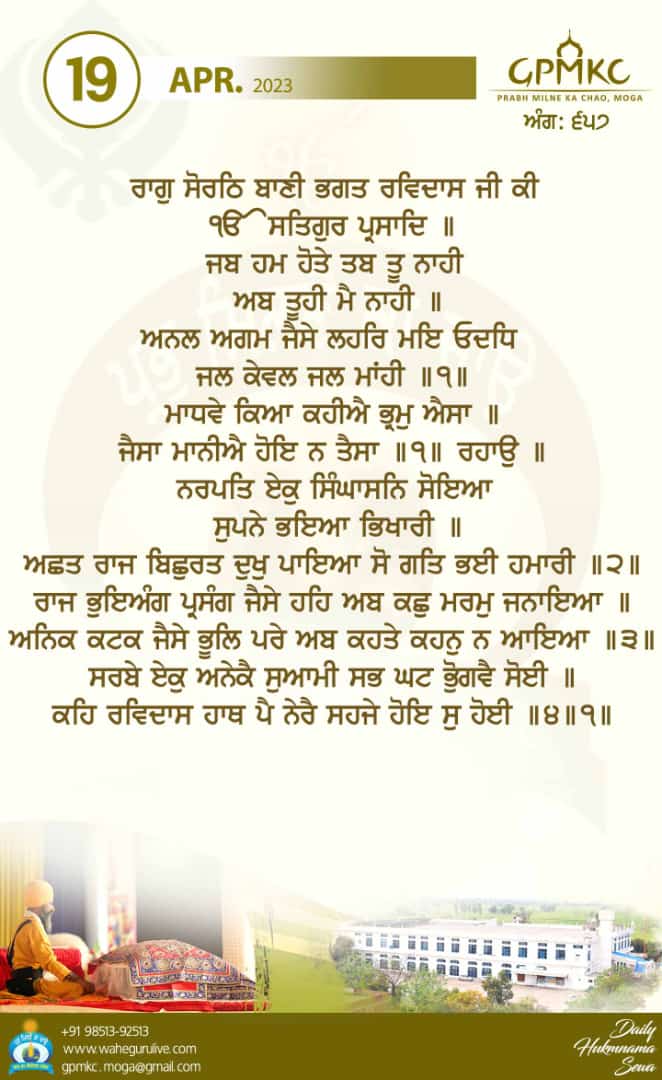 19
APR. 2023
GPMKC
PRABH MILNE KA CHAO, MOGA
ਅੰਗ: ੬੫੭
ਰਾਗੁ ਸੋਰਠਿ ਬਾਣੀ ਭਗਤ ਰਵਿਦਾਸ ਜੀ ਕੀ
ੴ ਸਤਿਗੁਰ ਪ੍ਰਸਾਦਿ ॥
ਜਬ ਹਮ ਹੋਤੇ ਤਬ ਤੂ ਨਾਹੀ
ਅਬ ਤੂਹੀ ਮੈ ਨਾਹੀ ॥
ਅਨਲ ਅਗਮ ਜੈਸੇ ਲਹਰਿ ਮਇ ਓਦਧਿ
ਜਲ ਕੇਵਲ ਜਲ ਮਾਂਹੀ ॥੧॥
ਮਾਧਵੇ ਕਿਆ ਕਹੀਐ ਭ੍ਰਮੁ ਐਸਾ ॥
ਜੈਸਾ ਮਾਨੀਐ ਹੋਇ ਨ ਤੈਸਾ ॥੧॥ ਰਹਾਉ ॥
ਨਰਪਤਿ ਏਕੁ ਸਿੰਘਾਸਨਿ ਸੋਇਆ
ਸੁਪਨੇ ਭਇਆ ਭਿਖਾਰੀ ॥
ਅਛਤ ਰਾਜ ਬਿਛੁਰਤ ਦੁਖੁ ਪਾਇਆ ਸੋ ਗਤਿ ਭਈ ਹਮਾਰੀ ॥੨॥
ਰਾਜ ਭੁਇਅੰਗ ਪ੍ਰਸੰਗ ਜੈਸੇ ਹਹਿ ਅਬ ਕਛੁ ਮਰਮੁ ਜਨਾਇਆ ॥
ਅਨਿਕ ਕਟਕ ਜੈਸੇ ਭੂਲਿ ਪਰੇ ਅਬ ਕਹਤੇ ਕਹਨੁ ਨ ਆਇਆ ॥੩॥
ਸਰਬੇ ਏਕੁ ਅਨੇਕੈ ਸੁਆਮੀ ਸਭ ਘਟ ਭੋੁਗਵੈ ਸੋਈ ॥
ਕਹਿ ਰਵਿਦਾਸ ਹਾਥ ਪੈ ਨੇਰੈ ਸਹਜੇ ਹੋਇ ਸੁ ਹੋਈ ॥੪॥੧॥
+91 98513-92513
www.wahegurulive.com
gpmkc.moga@gmail.com
Daily
Hukmnama
Sewa